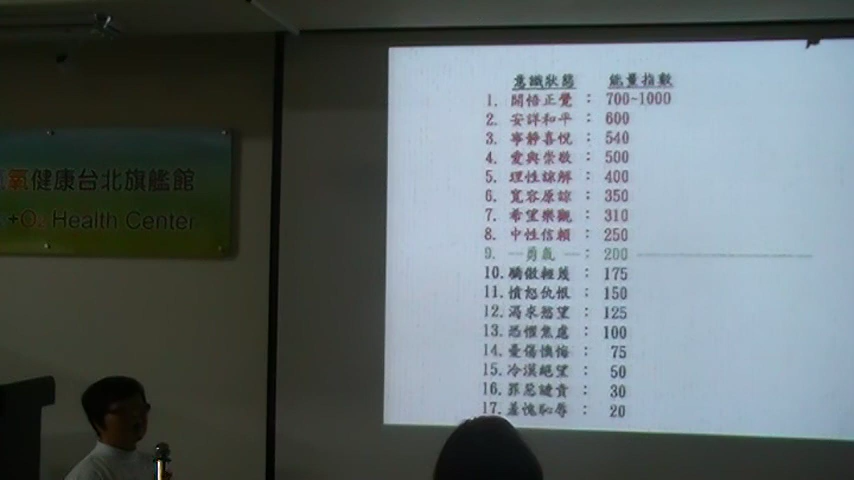 氫氧健康台北旗艦館
+O₂ Health Center
意識狀態 能量指數
1. 開悟正覺 : 700~1000
2. 安詳和平 : 600
3. 寧靜喜悅 : 540
4. 愛與崇敬 : 500
5. 理性諒解 : 400
6. 寬容原諒 : 350
7. 希望樂觀 : 310
8. 中性信賴 : 250
9. 一勇氣一 : 200
10. 驕傲輕蔑 : 175
11. 憤怒仇恨 : 150
12. 渴求慾望 : 125
13. 恐懼焦慮 : 100
14. 憂傷懊悔 : 75
15. 冷漠絕望 : 50
16. 罪惡譴責 : 30
17. 羞愧恥辱 : 20